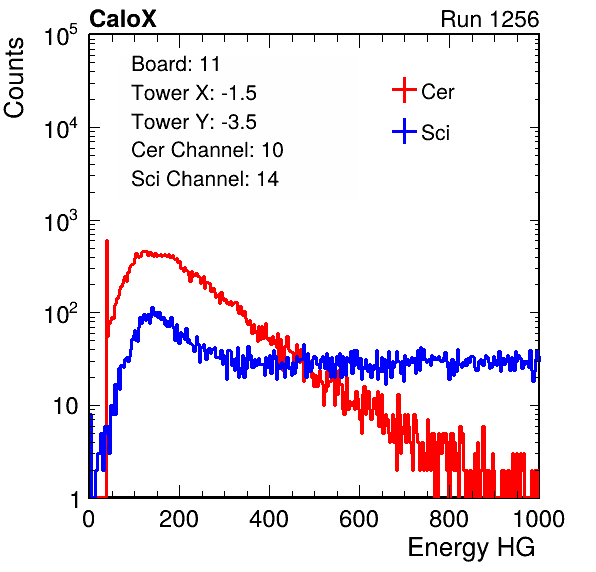 CaloX Run 1256
Board: 11
Tower X: -1.5
Tower Y: -3.5
Cer Channel: 10
Sci Channel: 14
Cer
Sci
Counts
10^5
10^4
10^3
10^2
10
1
0 200 400 600 800 1000
Energy HG